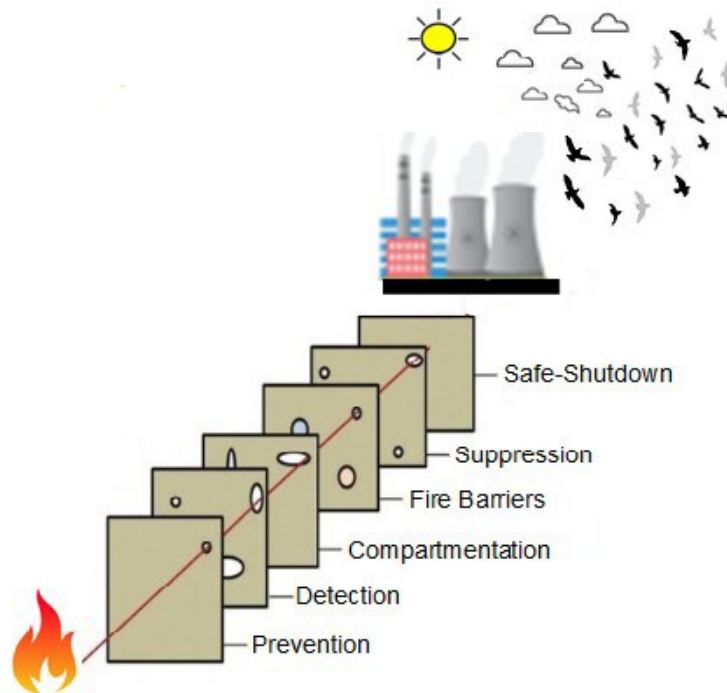 Safe-Shutdown
Suppression
Fire Barriers
Compartmentation
Detection
Prevention